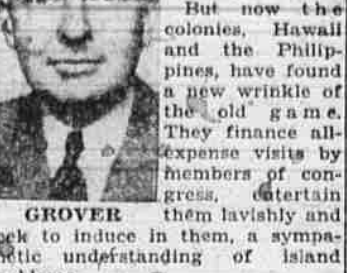 But now the
colonies, Hawaii
and the Philip-
pines, have found
a new wrinkle of
the old game.
They finance all-
expense visits by
members of con-
gress, entertain
GROVER them lavishly and
to induce in them, a sympa-
understanding of island